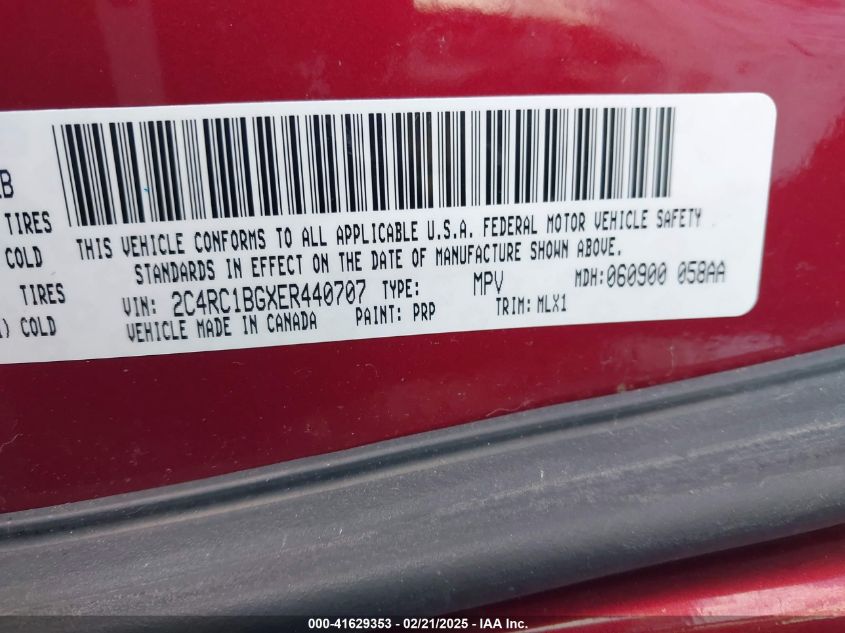 B
TIRES
COLD
TIRES
) COLD
THIS VEHICLE CONFORMS TO ALL APPLICABLE U.S.A. FEDERAL MOTOR VEHICLE SAFETY
STANDARDS IN EFFECT ON THE DATE OF MANUFACTURE SHOWN ABOVE.
VIN: 2C4RC1BGXER440707 TYPE: MPV MDH:060900 058AA
VEHICLE MADE IN CANADA PAINT: PRP TRIM: MLX1
000-41629353 - 02/21/2025 - IAA Inc.